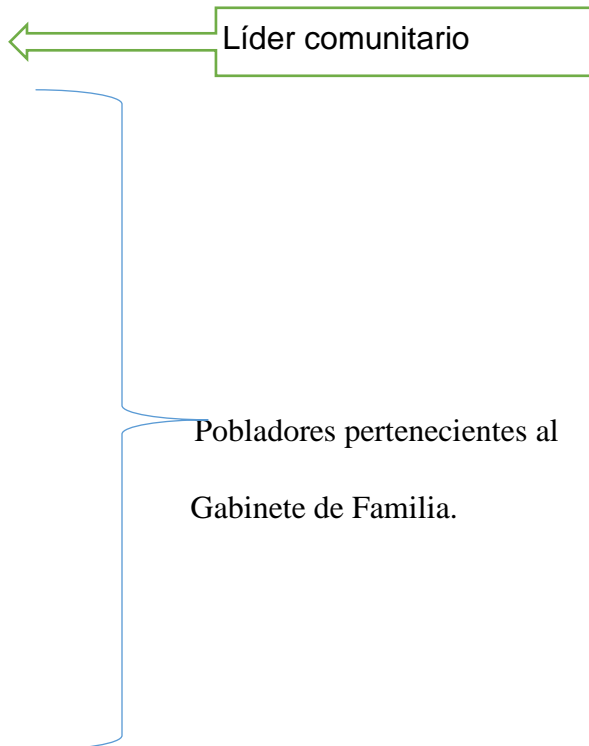 Líder comunitario
Pobladores pertenecientes al
Gabinete de Familia.